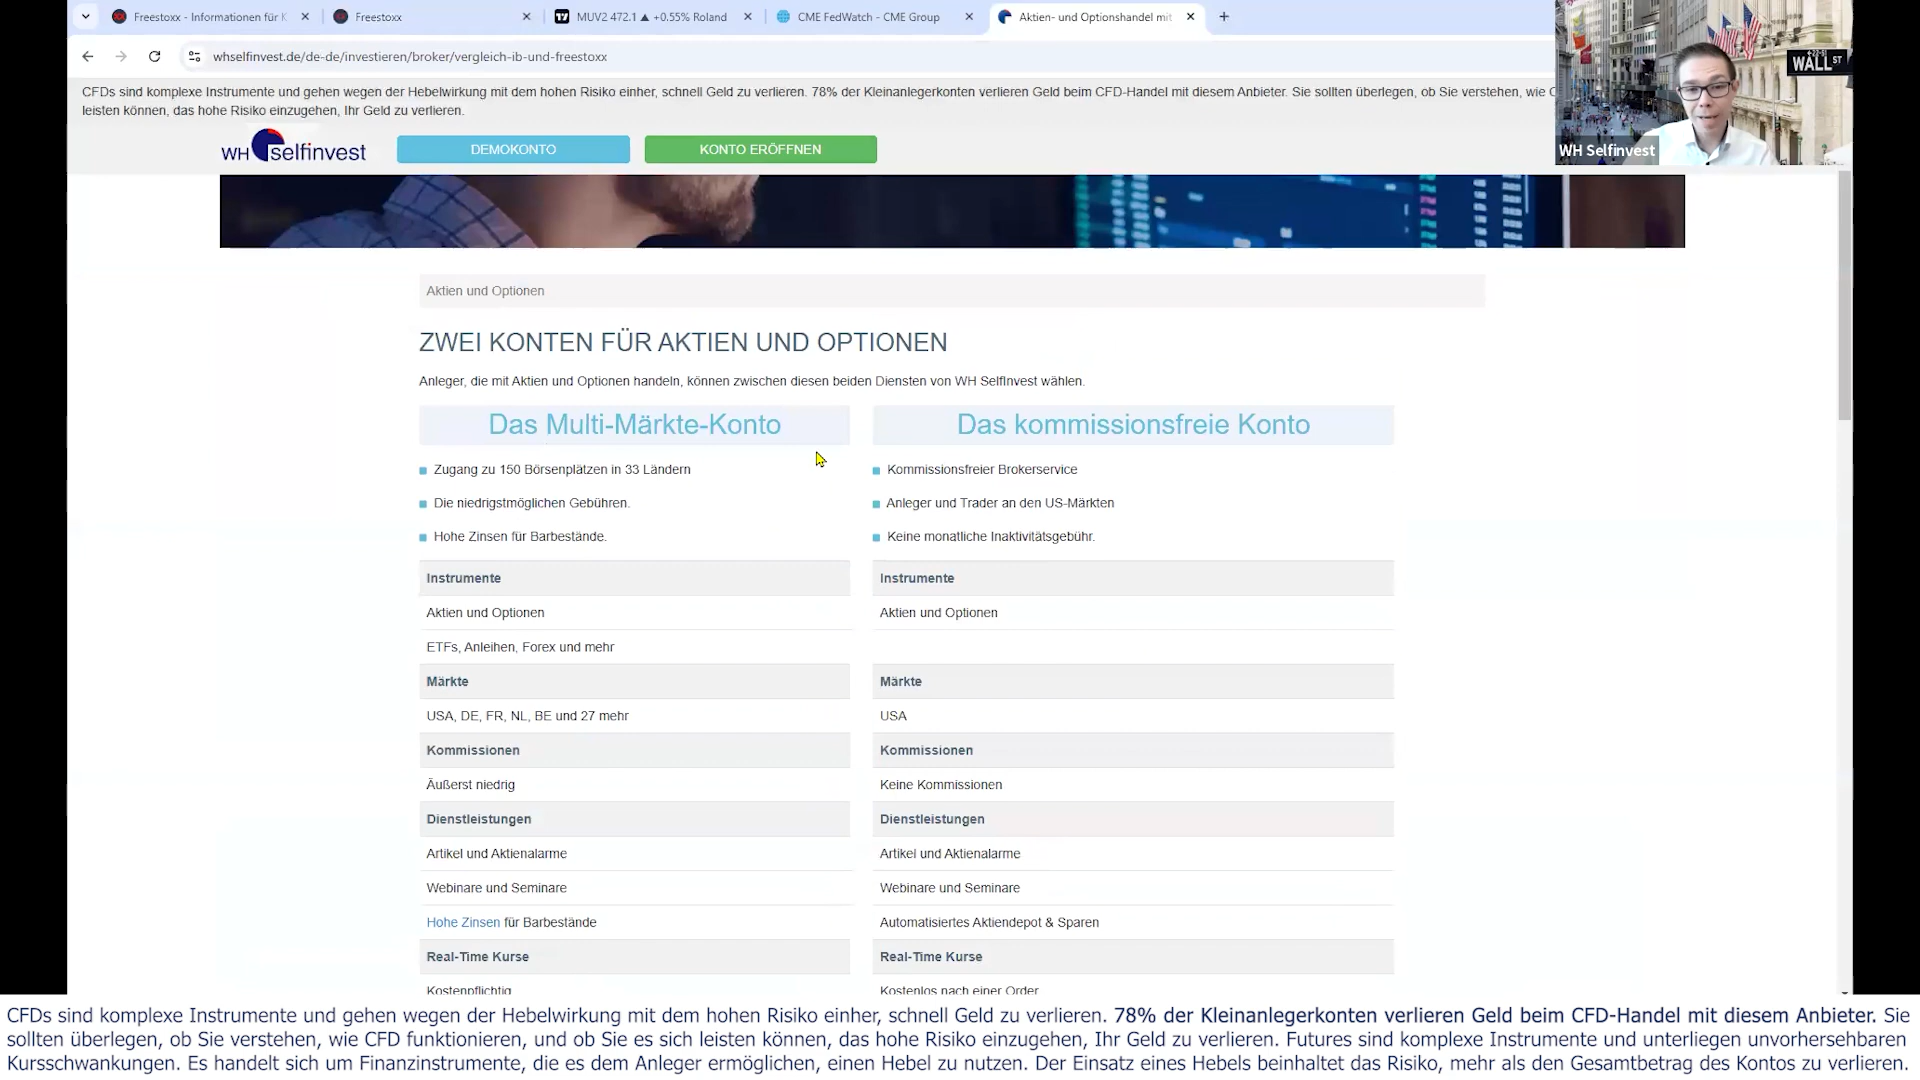 Freestoxx - Informationen für K
Freestoxx
MUV2 472.1 ▲ +0.55% Roland
CME FedWatch - CME Group
Aktien- und Optionshandel mit
whselfinvest.de/de-de/investieren/broker/vergleich-ib-und-freestoxx
CFDs sind komplexe Instrumente und gehen wegen der Hebelwirkung mit dem hohen Risiko einher, schnell Geld zu verlieren. 78% der Kleinanlegerkonten verlieren Geld beim CFD-Handel mit diesem Anbieter. Sie sollten überlegen, ob Sie verstehen, wie C
leisten können, das hohe Risiko einzugehen, Ihr Geld zu verlieren.
WALL ST
WH Selfinvest
WH selfinvest
DEMOKONTO
KONTO ERÖFFNEN
Aktien und Optionen
ZWEI KONTEN FÜR AKTIEN UND OPTIONEN
Anleger, die mit Aktien und Optionen handeln, können zwischen diesen beiden Diensten von WH SelfInvest wählen.
Das Multi-Märkte-Konto
Das kommissionsfreie Konto
Zugang zu 150 Börsenplätzen in 33 Ländern
Kommissionsfreier Brokerservice
Die niedrigstmöglichen Gebühren.
Anleger und Trader an den US-Märkten
Hohe Zinsen für Barbestände.
Keine monatliche Inaktivitätsgebühr.
Instrumente
Instrumente
Aktien und Optionen
Aktien und Optionen
ETFs, Anleihen, Forex und mehr
Märkte
Märkte
USA, DE, FR, NL, BE und 27 mehr
USA
Kommissionen
Kommissionen
Äußerst niedrig
Keine Kommissionen
Dienstleistungen
Dienstleistungen
Artikel und Aktienalarme
Artikel und Aktienalarme
Webinare und Seminare
Webinare und Seminare
Hohe Zinsen für Barbestände
Automatisiertes Aktiendepot & Sparen
Real-Time Kurse
Real-Time Kurse
Kostenpflichtig
Kostenlos nach einer Order
CFDs sind komplexe Instrumente und gehen wegen der Hebelwirkung mit dem hohen Risiko einher, schnell Geld zu verlieren. 78% der Kleinanlegerkonten verlieren Geld beim CFD-Handel mit diesem Anbieter. Sie
sollten überlegen, ob Sie verstehen, wie CFD funktionieren, und ob Sie es sich leisten können, das hohe Risiko einzugehen, Ihr Geld zu verlieren. Futures sind komplexe Instrumente und unterliegen unvorhersehbaren
Kursschwankungen. Es handelt sich um Finanzinstrumente, die es dem Anleger ermöglichen, einen Hebel zu nutzen. Der Einsatz eines Hebels beinhaltet das Risiko, mehr als den Gesamtbetrag des Kontos zu verlieren.